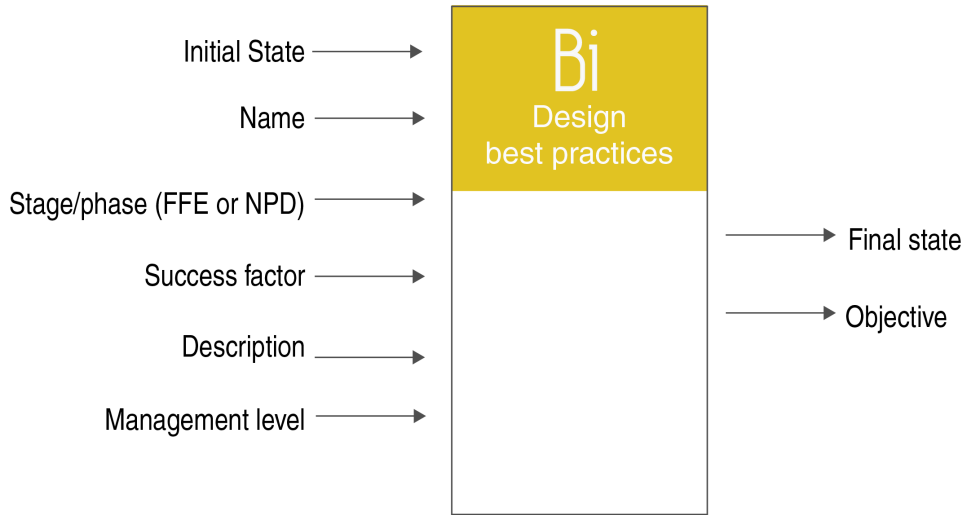 Initial State
Name
Stage/phase (FFE or NPD)
Success factor
Description
Management level
Bi
Design
best practices
Final state
Objective